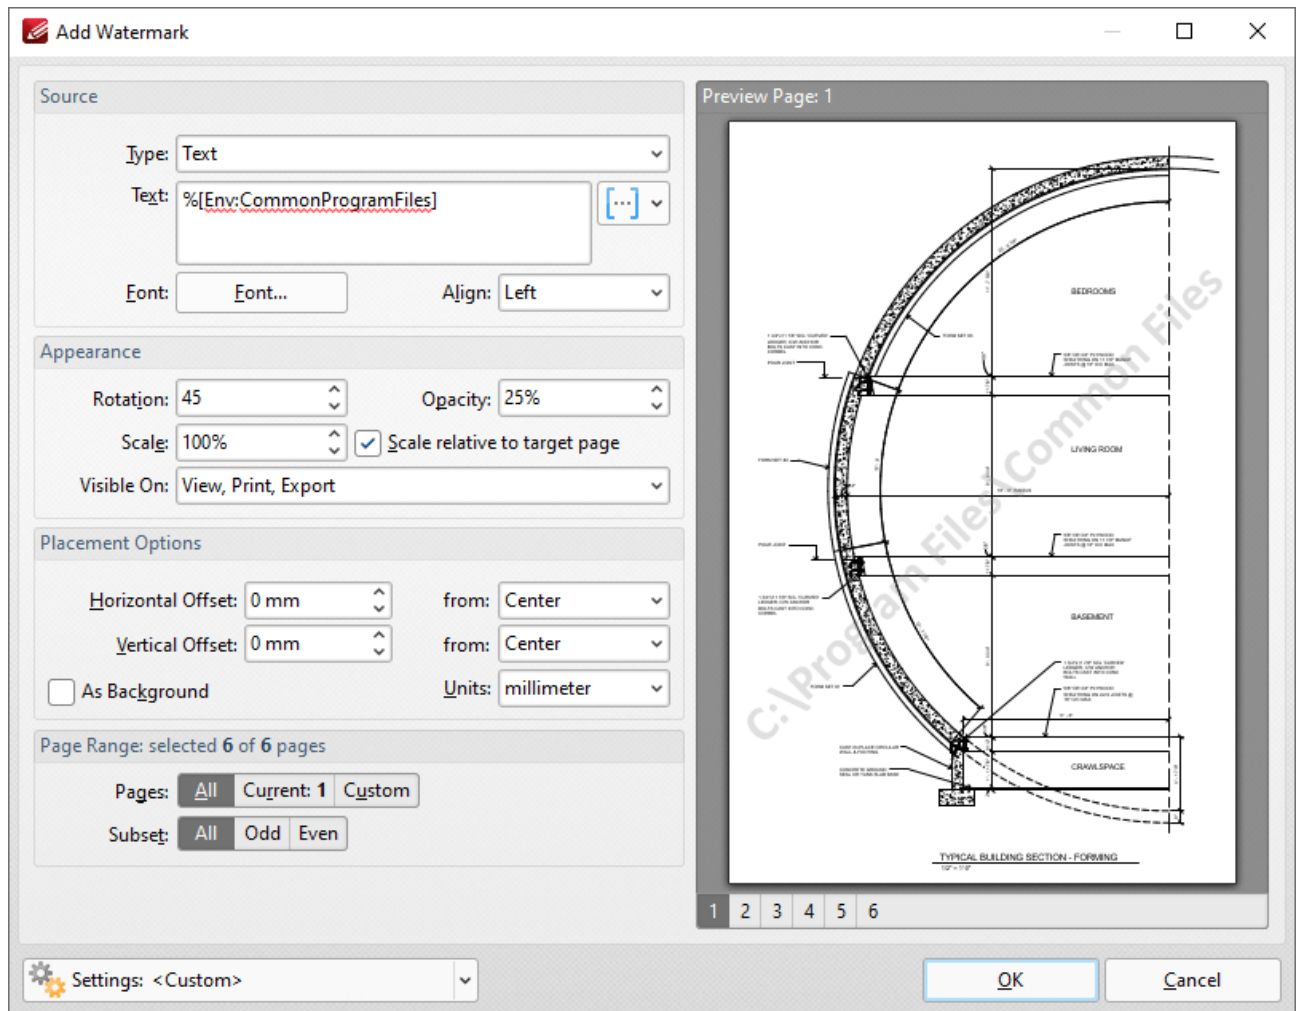 Add Watermark
Source
Type: Text
Text: %[Env:CommonProgramFiles]
Font: Font... Align: Left
Appearance
Rotation: 45 Opacity: 25%
Scale: 100% Scale relative to target page
Visible On: View, Print, Export
Placement Options
Horizontal Offset: 0 mm from: Center
Vertical Offset: 0 mm from: Center
As Background Units: millimeter
Page Range: selected 6 of 6 pages
Pages: All Current: 1 Custom
Subset: All Odd Even
Preview Page: 1
BEDROOMS
LIVING ROOM
BASEMENT
CRAWLSPACE
C:\Program Files\Common Files
TYPICAL BUILDING SECTION - FORMING
1 2 3 4 5 6
Settings: <Custom>
OK Cancel